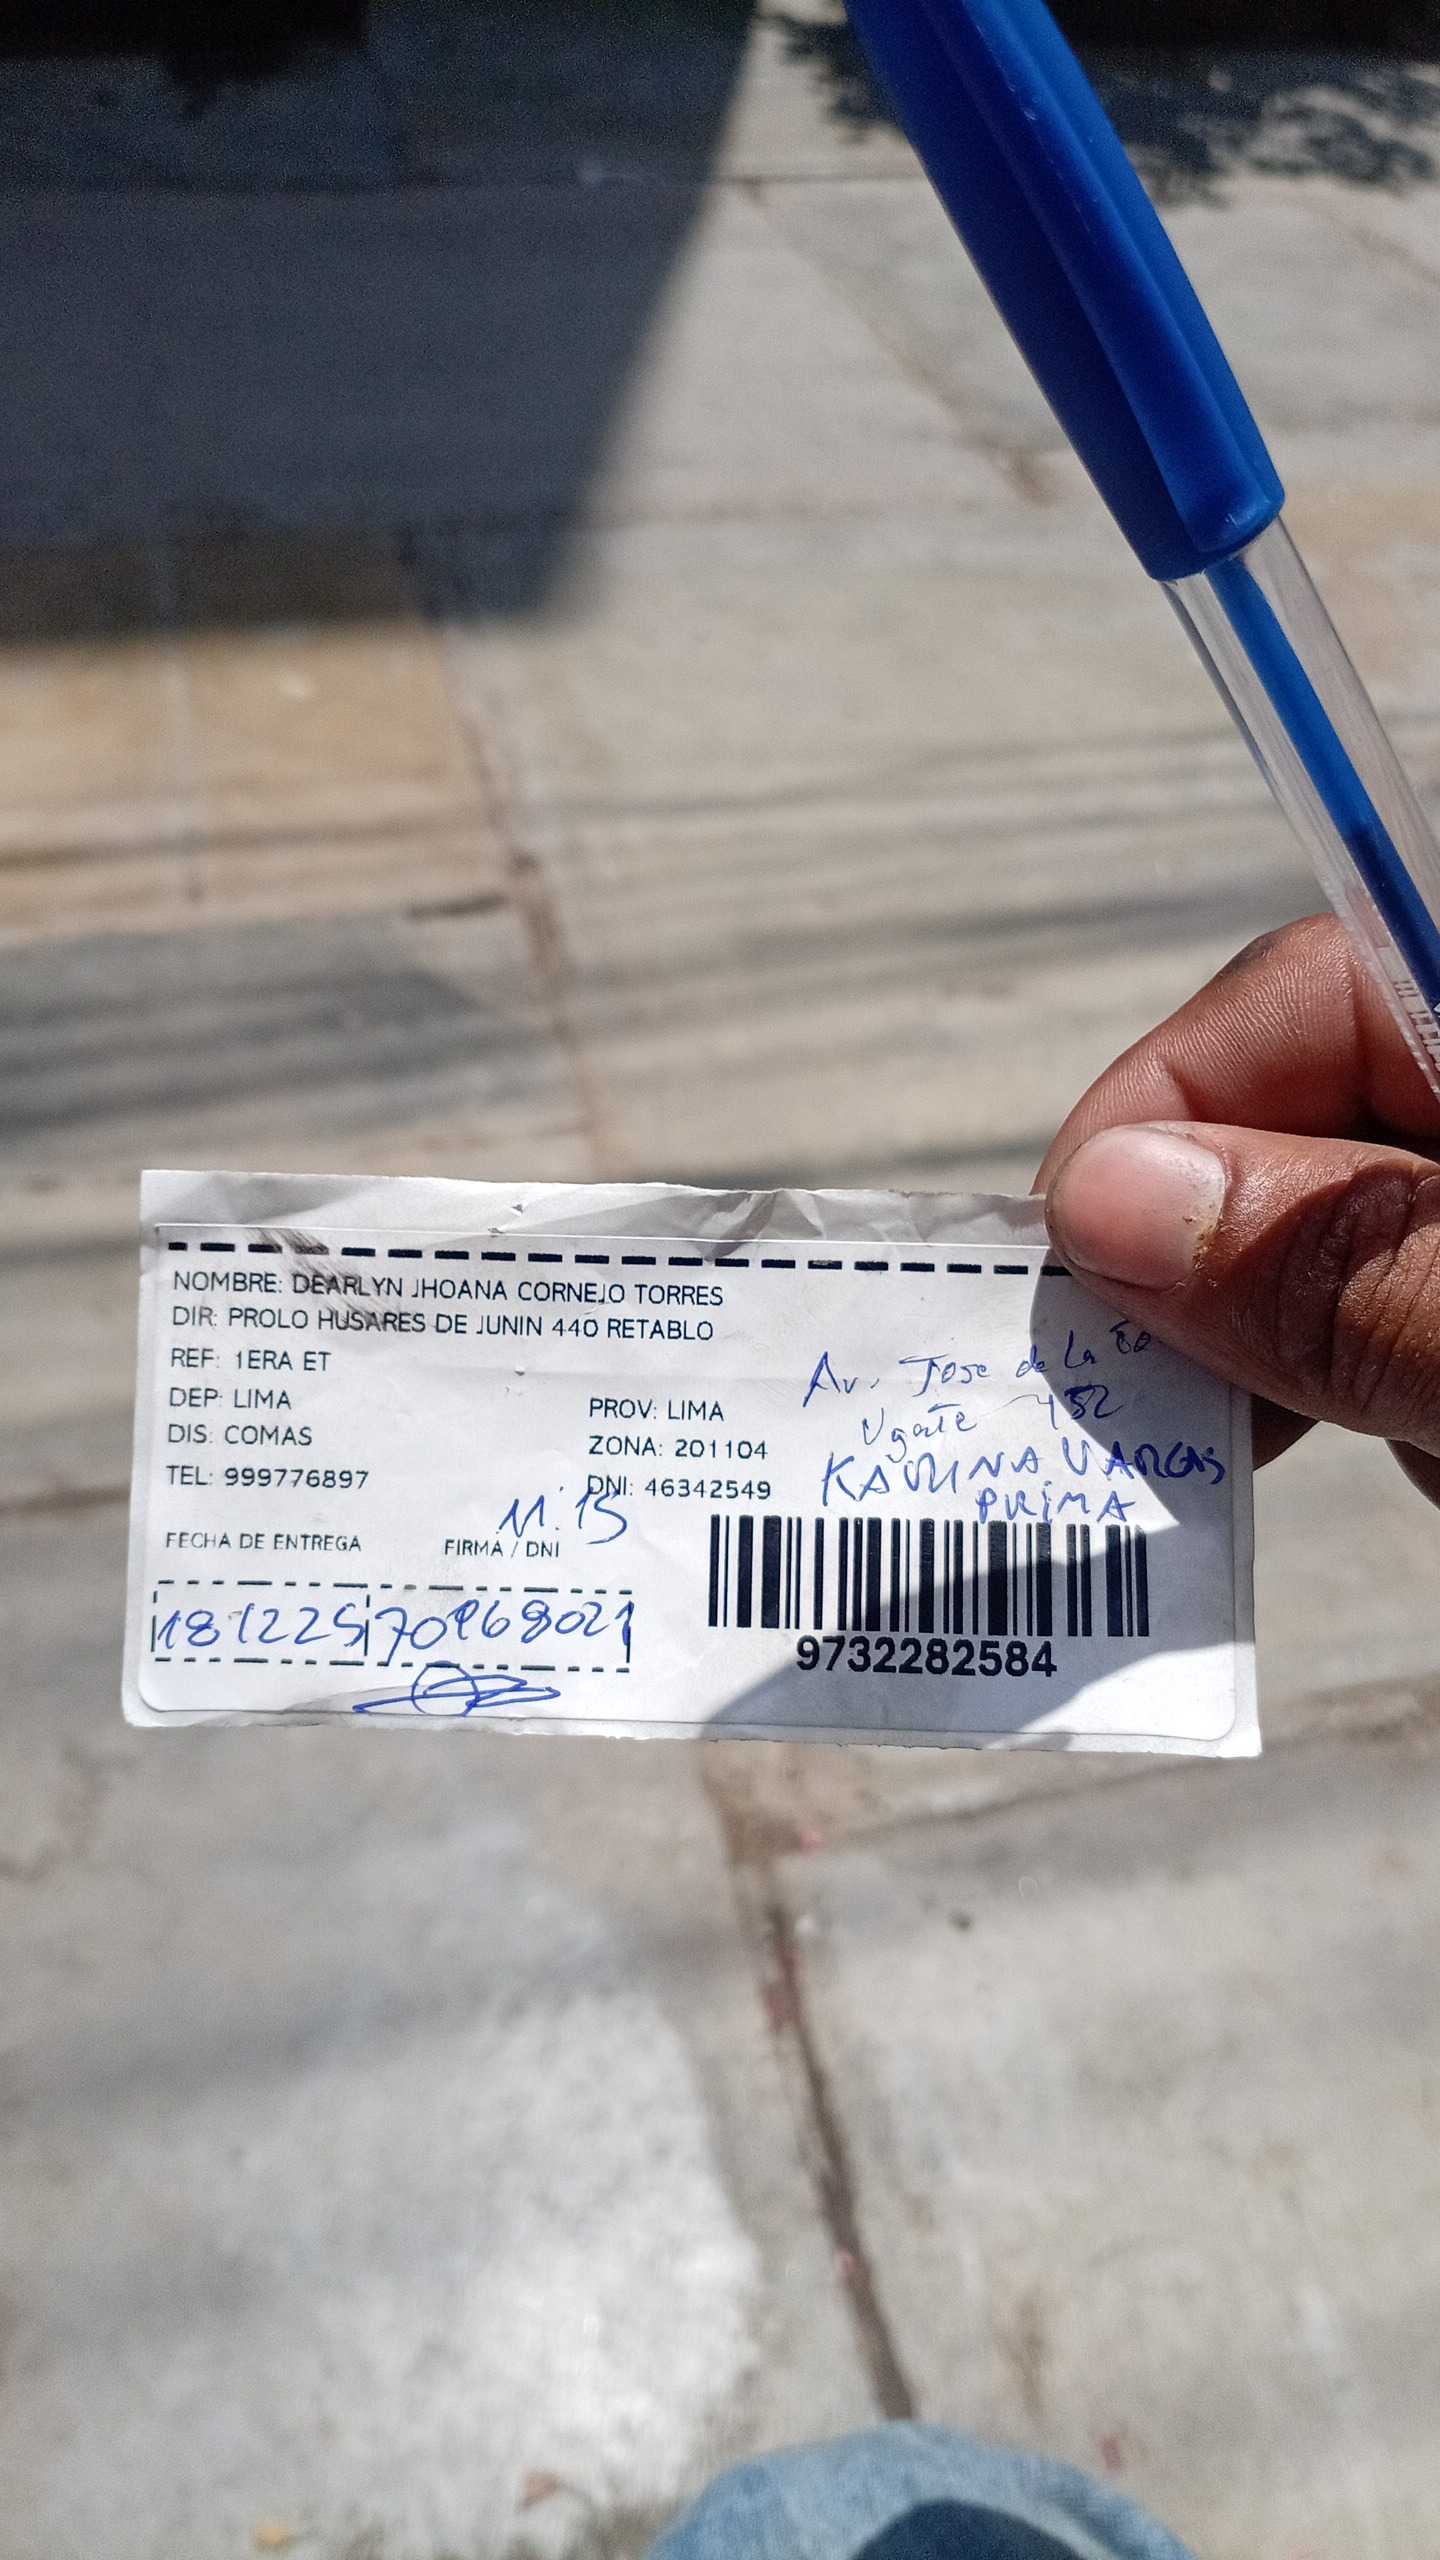 NOMBRE: DEARLYN JHOANA CORNEJO TORRES
DIR: PROLO HUSARES DE JUNIN 440 RETABLO
REF: 1ERA ET
DEP: LIMA
PROV: LIMA
DIS: COMAS
ZONA: 201104
TEL: 999776897
DNI: 46342549
Av. Jose de la
Ugarte 452
KARINA VARGAS
PRIMA
11:15
FECHA DE ENTREGA
FIRMA / DNI
181225 70968021
9732282584